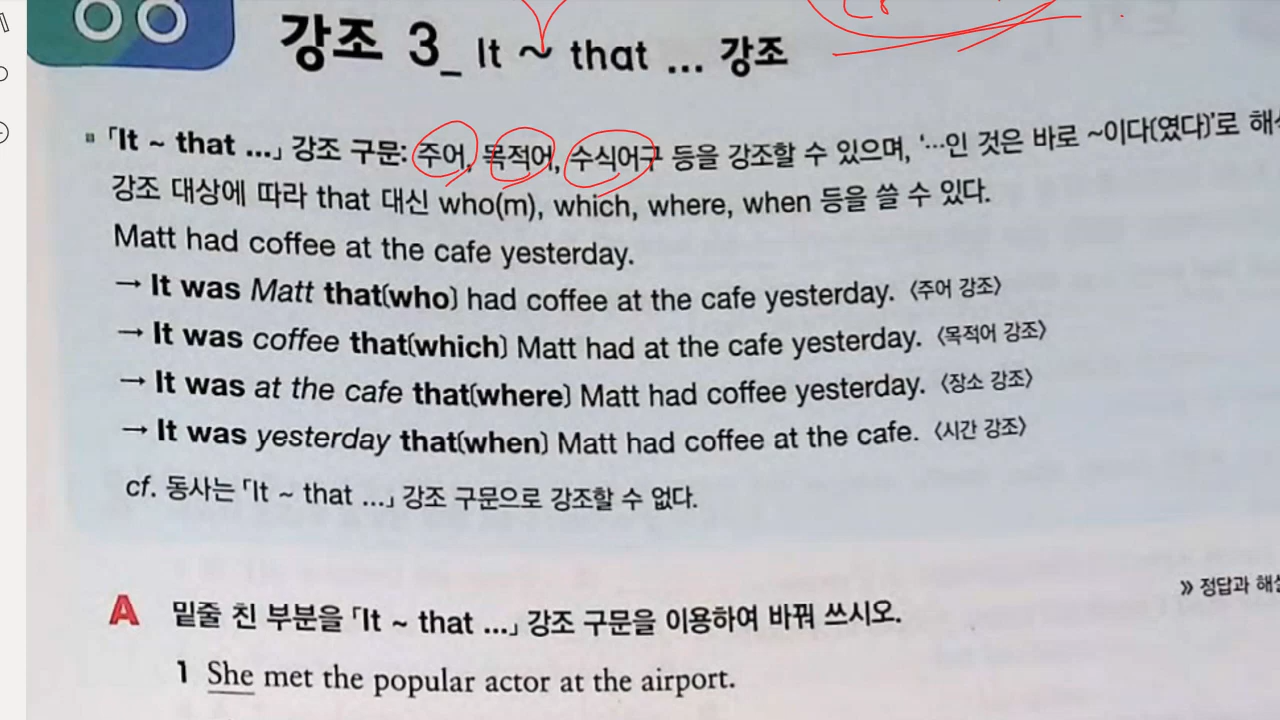 강조 3_ It ~ that ... 강조
「It ~ that ...」 강조 구문: 주어, 목적어, 수식어구 등을 강조할 수 있으며, '…인 것은 바로 ~이다(였다)'로 해
강조 대상에 따라 that 대신 who(m), which, where, when 등을 쓸 수 있다.
Matt had coffee at the cafe yesterday.
→ It was Matt that(who) had coffee at the cafe yesterday. 〈주어 강조〉
→ It was coffee that(which) Matt had at the cafe yesterday. 〈목적어 강조〉
→ It was at the cafe that(where) Matt had coffee yesterday. 〈장소 강조〉
→ It was yesterday that(when) Matt had coffee at the cafe. 〈시간 강조〉
cf. 동사는 「It ~ that ...」 강조 구문으로 강조할 수 없다.
» 정답과 해
A 밑줄 친 부분을 「It ~ that ...」 강조 구문을 이용하여 바꿔 쓰시오.
1 She met the popular actor at the airport.